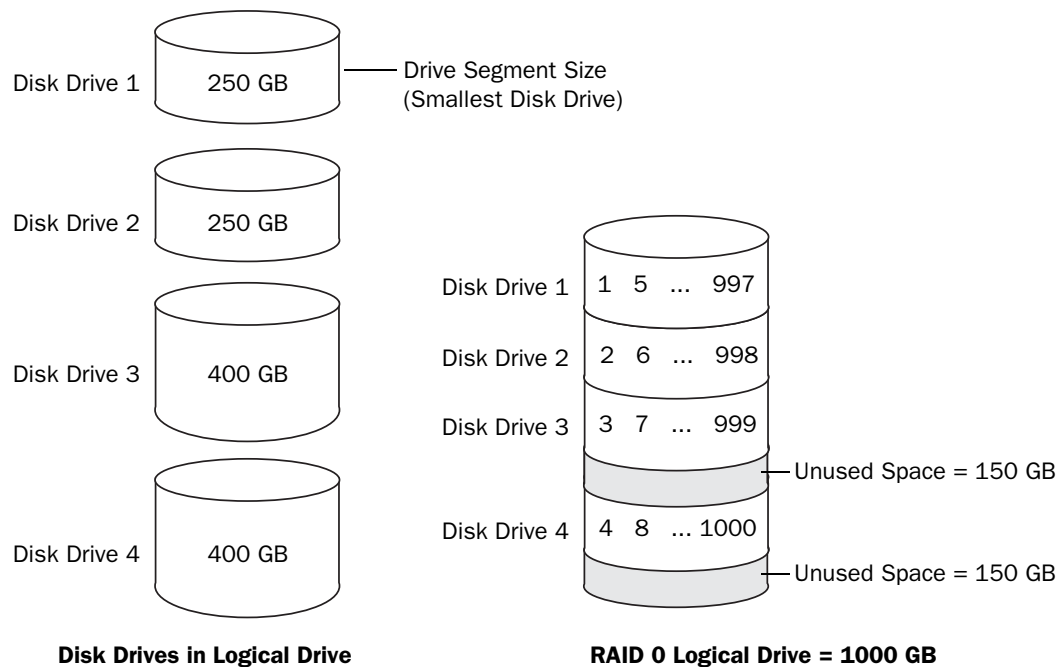 Disk Drive 1
250 GB
Drive Segment Size
(Smallest Disk Drive)
Disk Drive 2
250 GB
Disk Drive 3
400 GB
Disk Drive 4
400 GB
Disk Drives in Logical Drive
Disk Drive 1
1 5 ... 997
Disk Drive 2
2 6 ... 998
Disk Drive 3
3 7 ... 999
Unused Space = 150 GB
Disk Drive 4
4 8 ... 1000
Unused Space = 150 GB
RAID 0 Logical Drive = 1000 GB